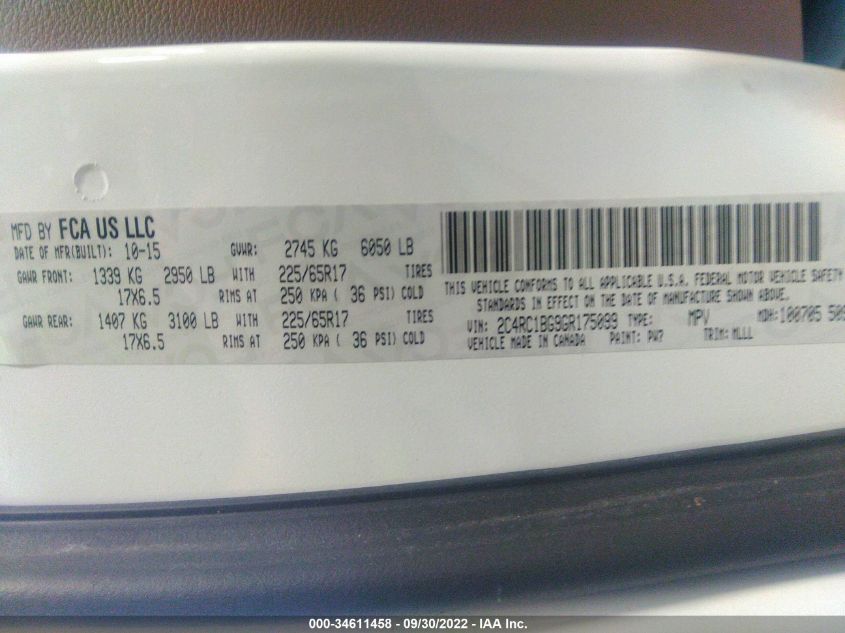 MFD BY FCA US LLC
DATE OF MFR(BUILT): 10-15 GVWR: 2745 KG 6050 LB
GAWR FRONT: 1339 KG 2950 LB WITH 225/65R17 TIRES
17X6.5 RIMS AT 250 KPA ( 36 PSI) COLD
GAWR REAR: 1407 KG 3100 LB WITH 225/65R17 TIRES
17X6.5 RIMS AT 250 KPA ( 36 PSI) COLD
THIS VEHICLE CONFORMS TO ALL APPLICABLE U.S.A. FEDERAL MOTOR VEHICLE SAFETY
STANDARDS IN EFFECT ON THE DATE OF MANUFACTURE SHOWN ABOVE.
VIN: 2C4RC1BG9GR175099 TYPE: MPV MDH: 100705 509
VEHICLE MADE IN CANADA PAINT: PW7 TRIM: MLLL
000-34611458 - 09/30/2022 - IAA Inc.